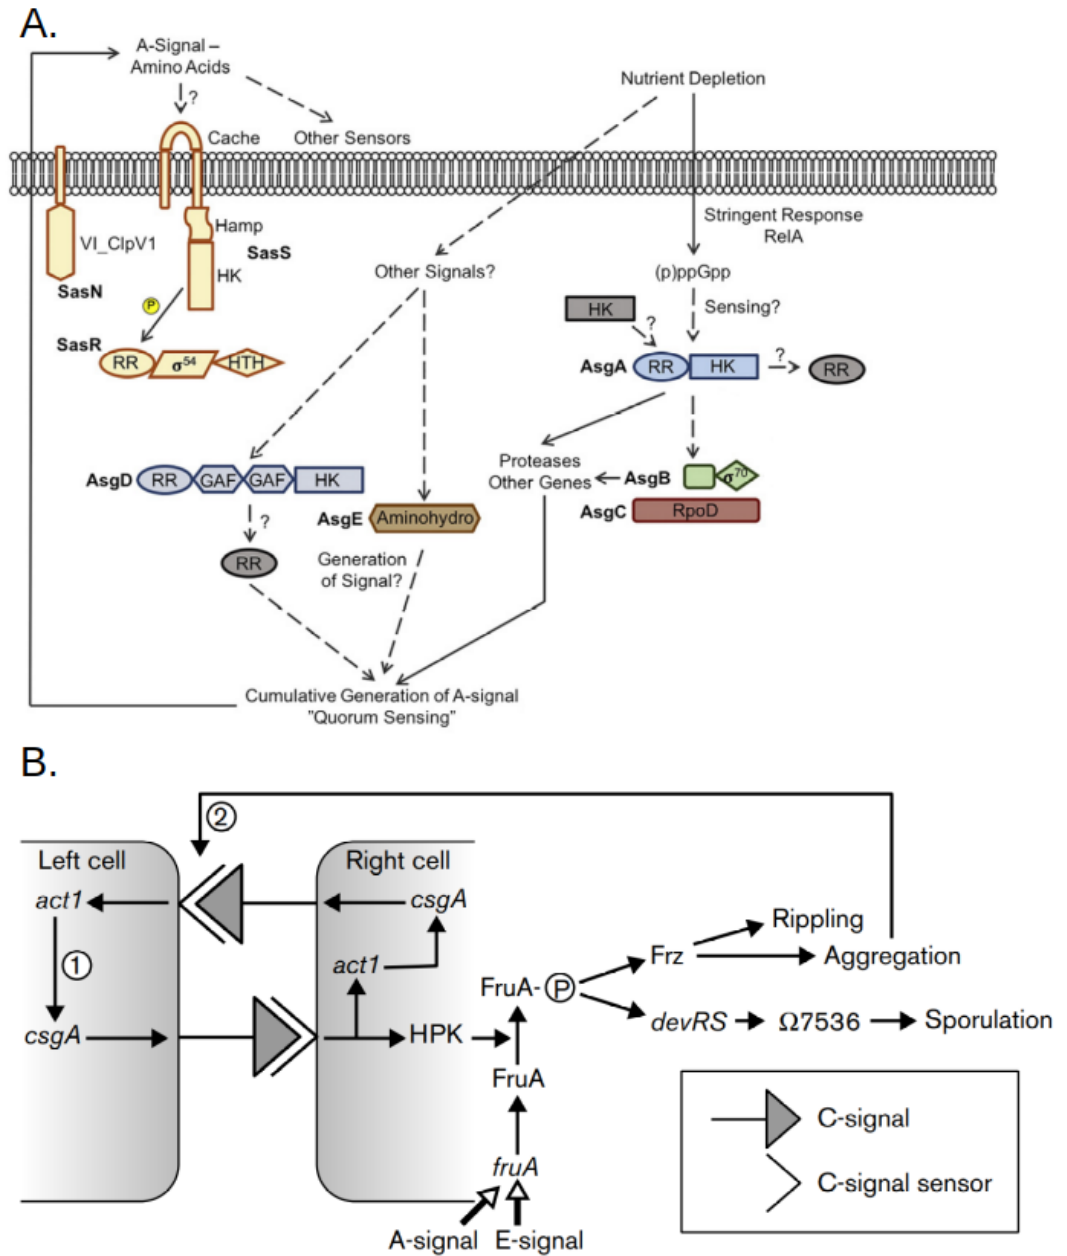 A.
A-Signal –
Amino Acids
?
Nutrient Depletion
Cache
Other Sensors
Stringent Response
RelA
Hamp
VI_ClpV1
SasS
HK
SasN
Other Signals?
(p)ppGpp
P
HK
?
Sensing?
SasR
RR
σ54
HTH
AsgA
RR
HK
?
RR
Proteases
Other Genes
AsgB
σ70
AsgD
RR
GAF
GAF
HK
AsgC
RpoD
AsgE
Aminohydro
?
RR
Generation
of Signal?
Cumulative Generation of A-signal
"Quorum Sensing"
B.
2
Left cell
Right cell
act1
csgA
1
act1
Rippling
Frz
Aggregation
FruA-P
csgA
HPK
devRS
Ω7536
Sporulation
FruA
fruA
A-signal
E-signal
C-signal
C-signal sensor